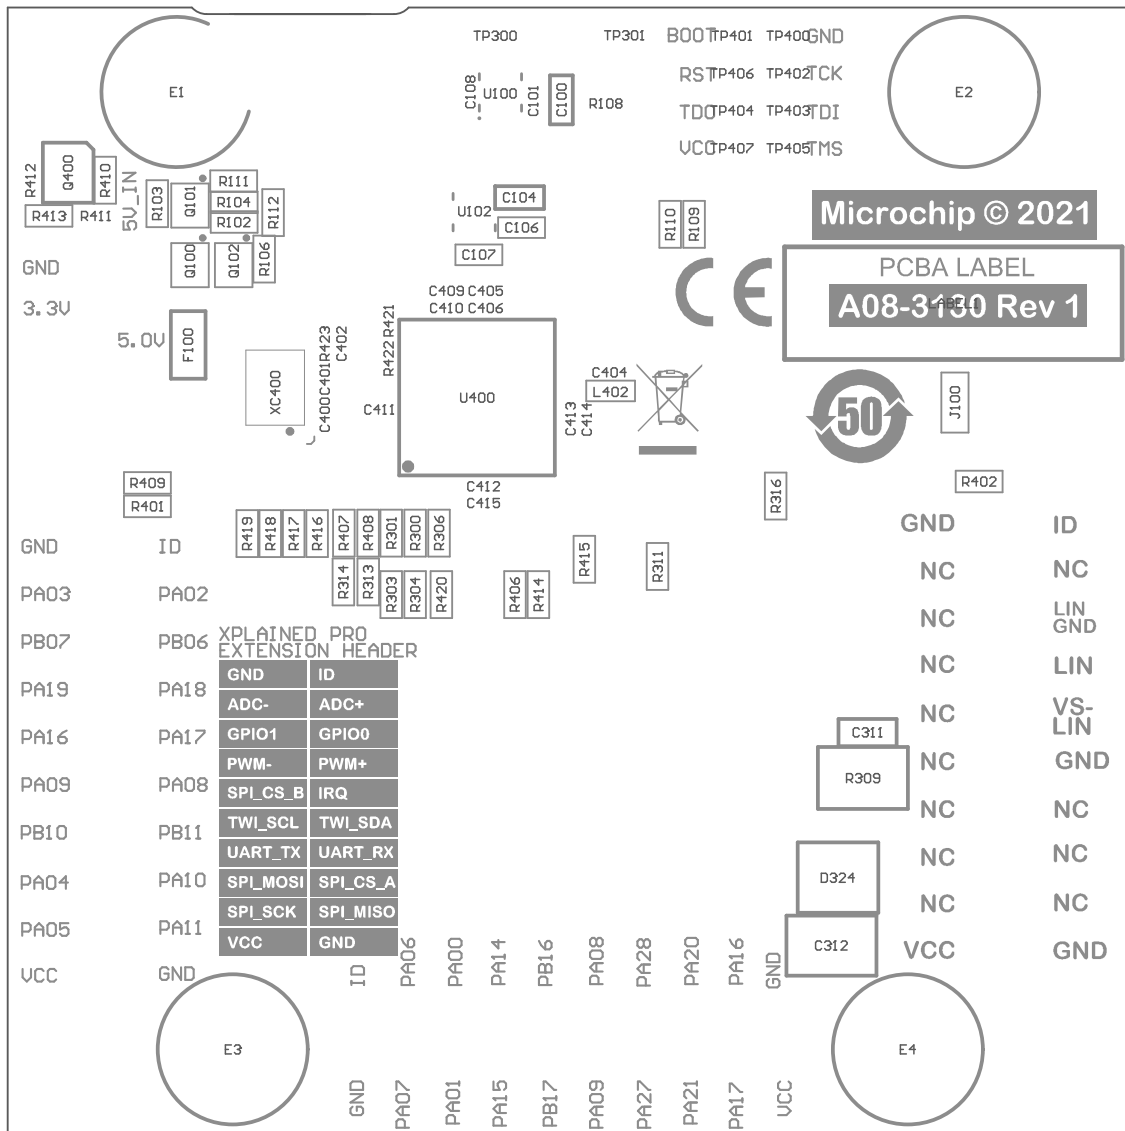 TP300 TP301 BOOT TP401 TP400 GND
E1 E2
C108 U100 C101 C100 R108 RST TP406 TP402 TCK
TDO TP404 TP403 TDI
VCC TP407 TP405 TMS
R412 Q400 R410 R413 R411
5V_IN R103 Q101 R111 R104 R102 R112
U102 C104 C106 C107
R110 R109
Microchip © 2021
Q100 Q102 R106
GND
3.3V
5.0V F100
PCBA LABEL
A08-3130 Rev 1
C409 C405
C410 C406
XC400 C400 C401 R423 C402
R421 R422 C411 U400 C413 C414
C404
L402
50
J100
C412
C415
R409
R401
R316 R402
R419 R418 R417 R416 R407 R408 R301 R300 R306
R314 R313 R303 R304 R420 R406 R414 R415 R311
GND ID
PA03 PA02
PB07 PB06
PA19 PA18
PA16 PA17
PA09 PA08
PB10 PB11
PA04 PA10
PA05 PA11
VCC GND
XPLAINED PRO
EXTENSION HEADER
GND ID
ADC- ADC+
GPIO1 GPIO0
PWM- PWM+
SPI_CS_B IRQ
TWI_SCL TWI_SDA
UART_TX UART_RX
SPI_MOSI SPI_CS_A
SPI_SCK SPI_MISO
VCC GND
GND ID
NC NC
NC LIN
GND
NC LIN
NC VS-
LIN
NC GND
NC NC
NC NC
NC NC
VCC GND
C311
R309
D324
C312
ID PA06 PA00 PA14 PB16 PA08 PA28 PA20 PA16 GND
E3 E4
GND PA07 PA01 PA15 PB17 PA09 PA27 PA21 PA17 VCC